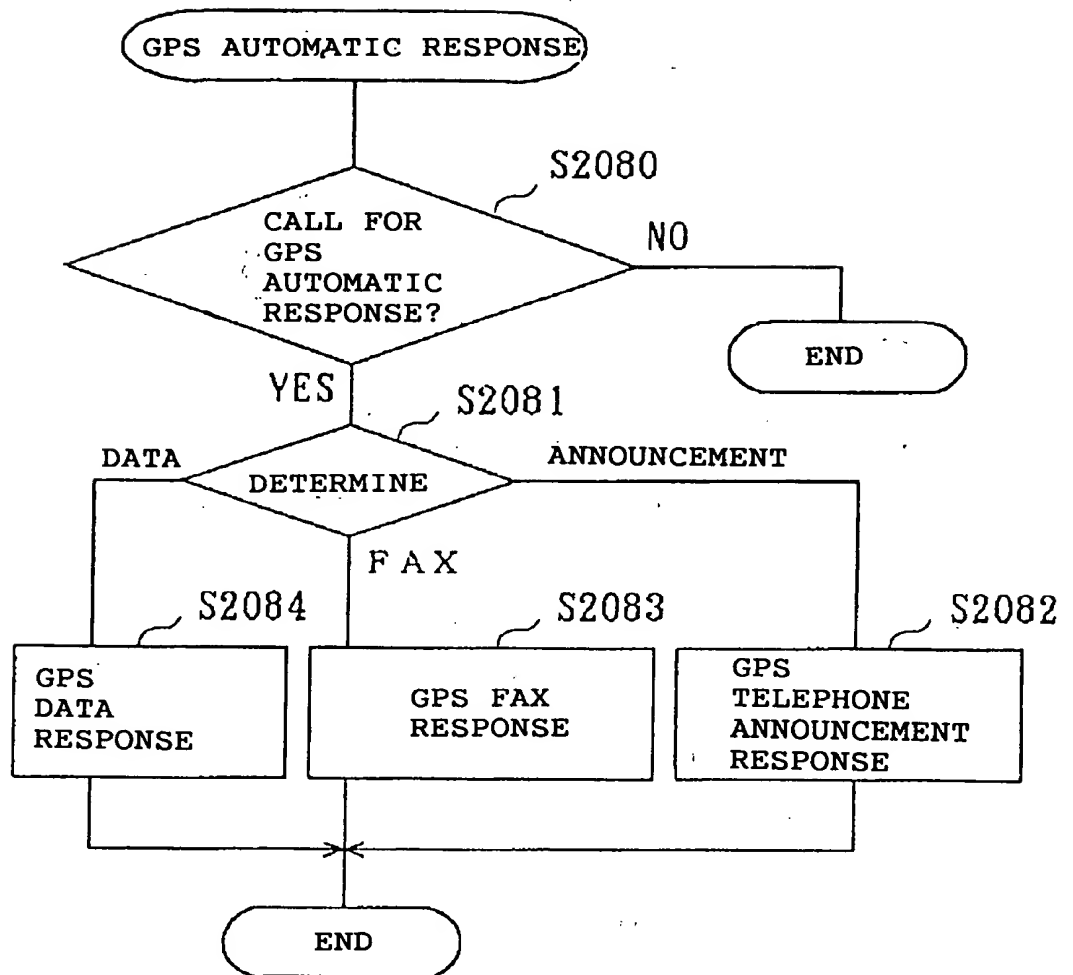 GPS AUTOMATIC RESPONSE
S2080
CALL FOR
GPS
AUTOMATIC
RESPONSE?
NO
END
YES
S2081
DATA
DETERMINE
ANNOUNCEMENT
FAX
S2084
S2083
S2082
GPS
DATA
RESPONSE
GPS FAX
RESPONSE
GPS
TELEPHONE
ANNOUNCEMENT
RESPONSE
END